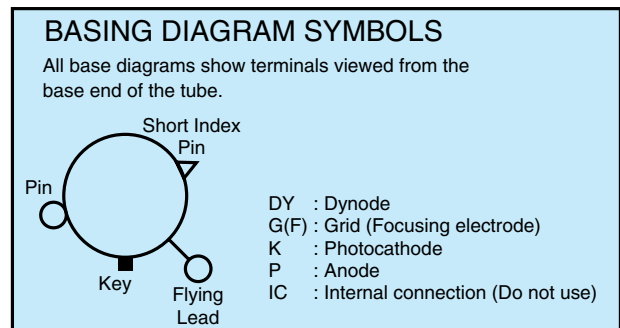 BASING DIAGRAM SYMBOLS
All base diagrams show terminals viewed from the
base end of the tube.
Short Index
Pin
Pin
Key
Flying
Lead
DY : Dynode
G(F) : Grid (Focusing electrode)
K : Photocathode
P : Anode
IC : Internal connection (Do not use)